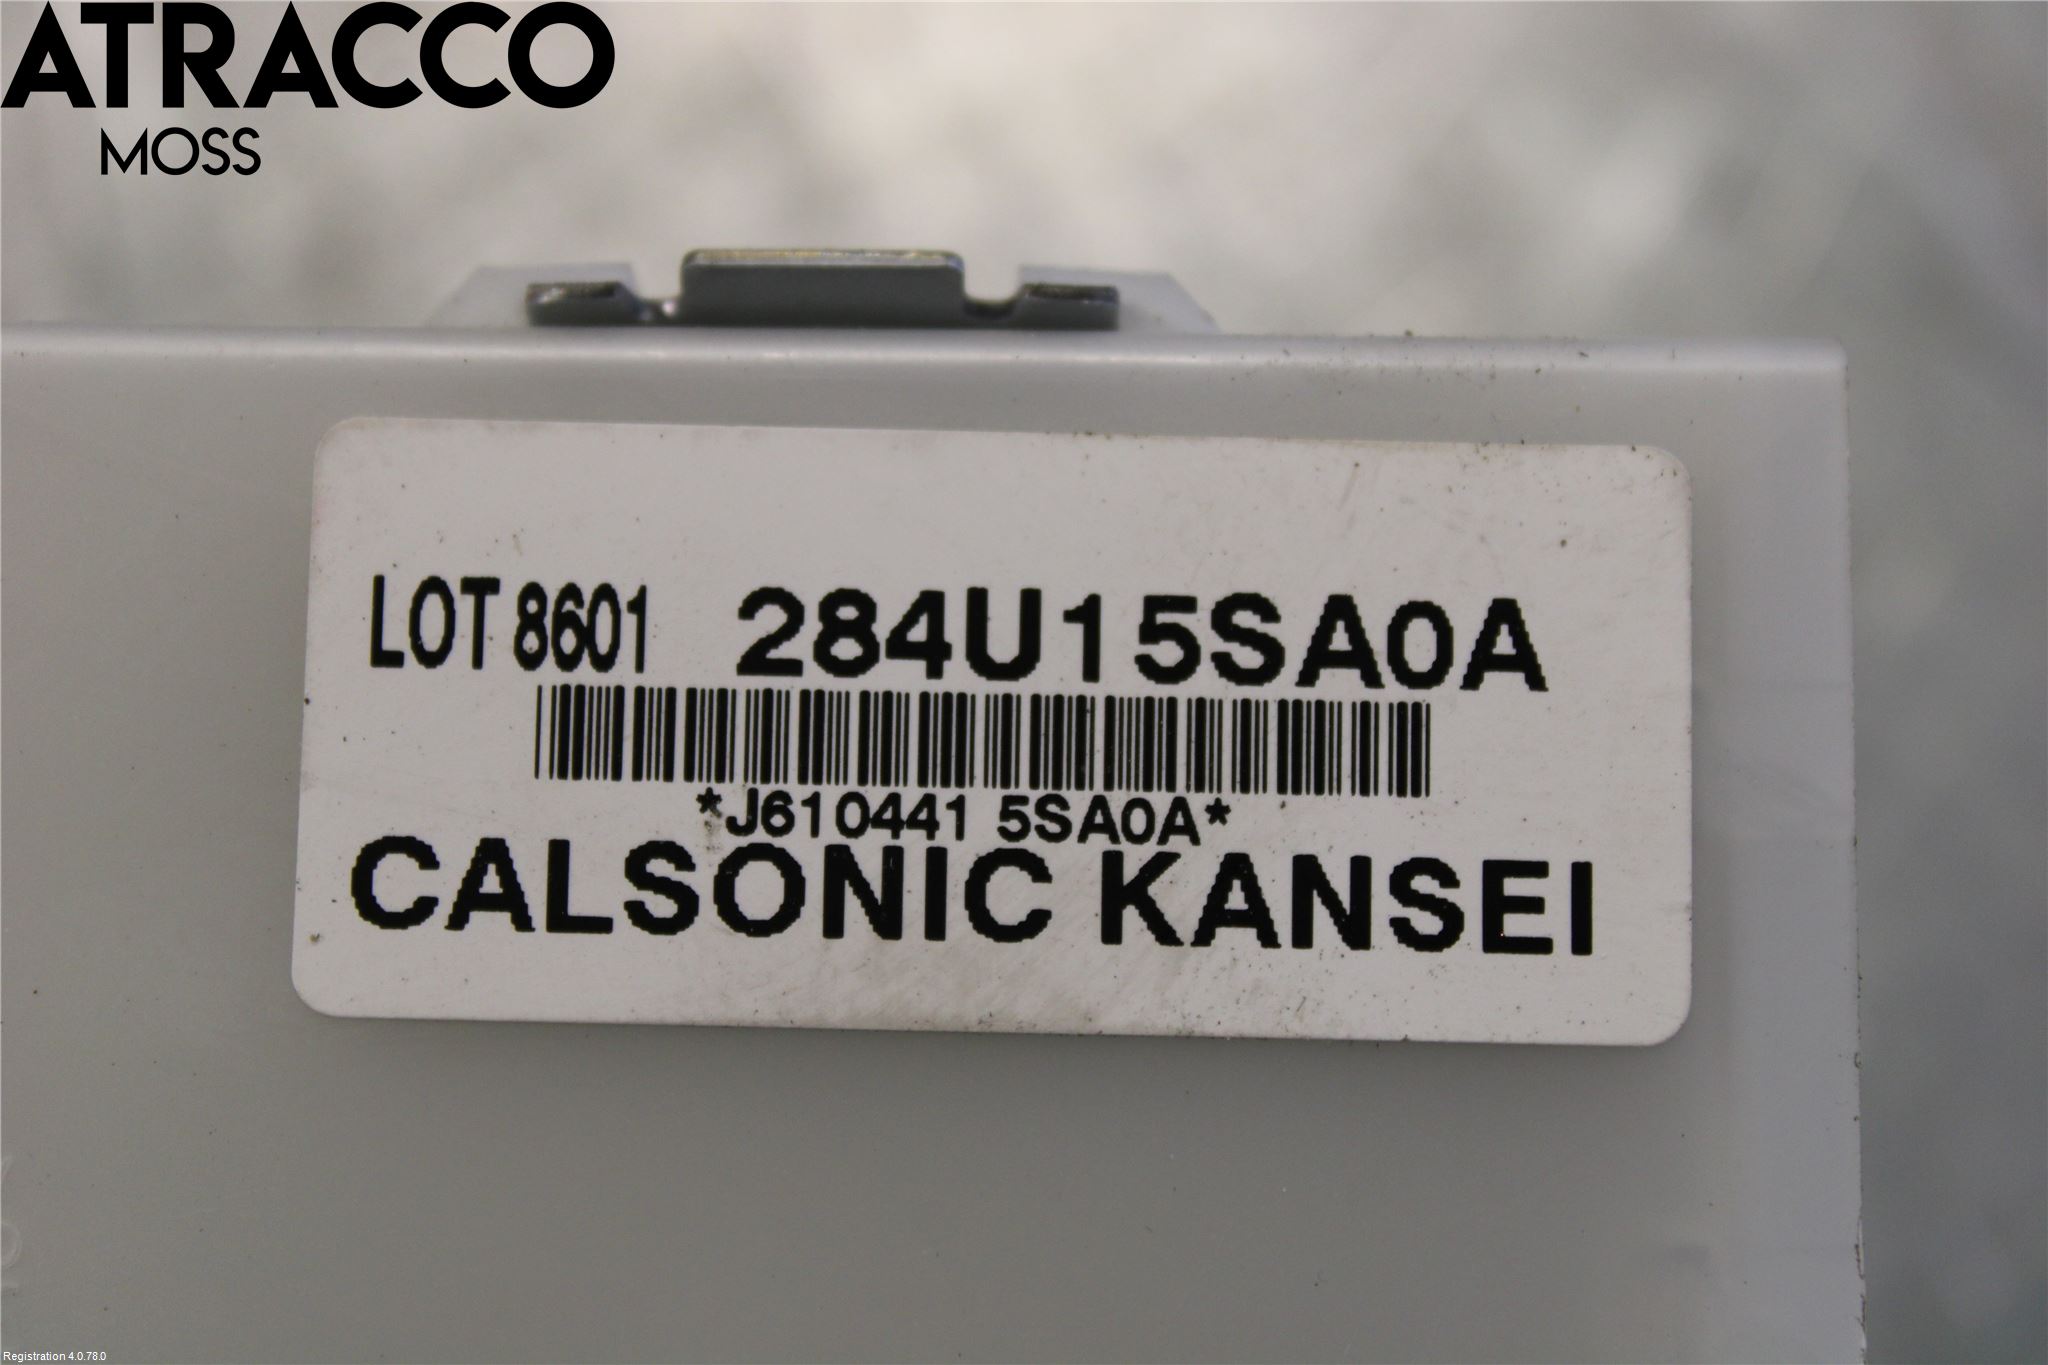 ATRACCO
MOSS
LOT 8601 284U15SA0A
*J610441 5SA0A*
CALSONIC KANSEI
Registration 4.0.78.0